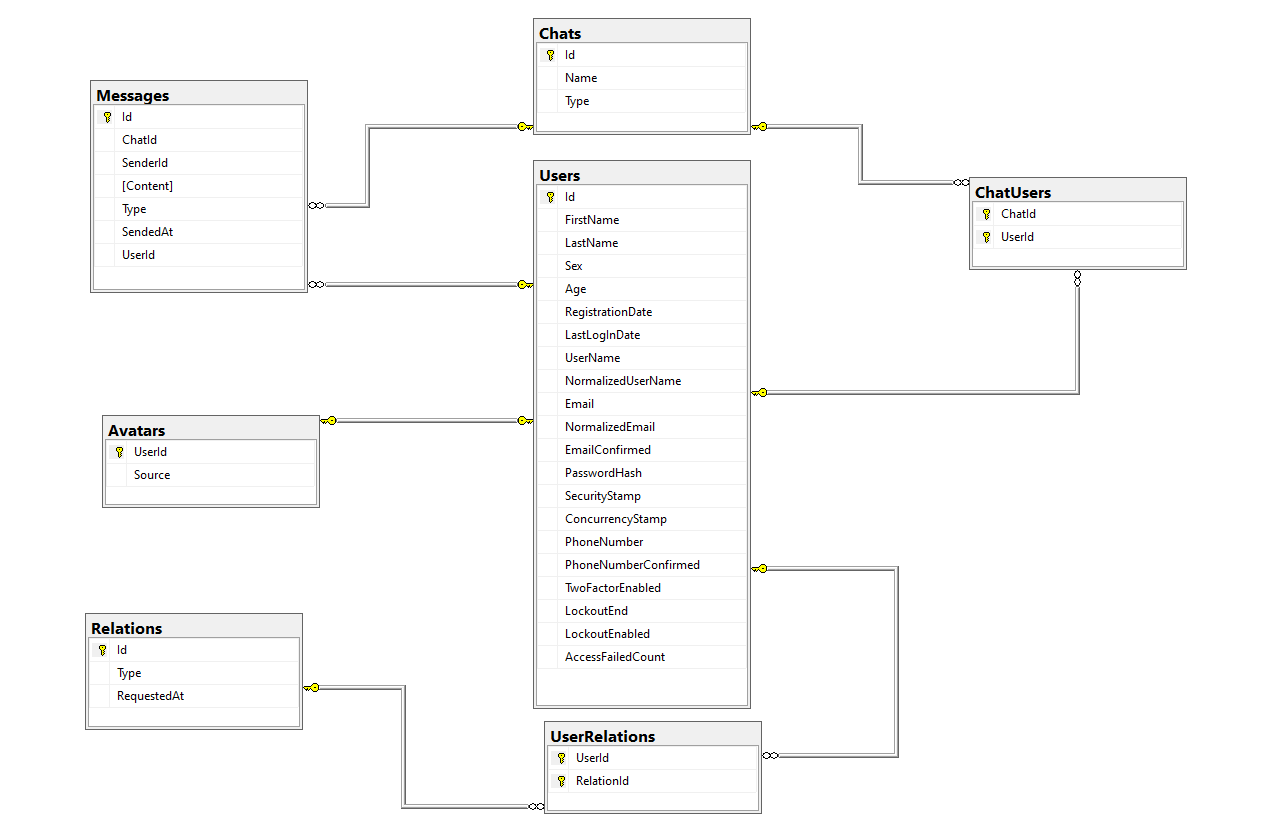 Chats
Id
Name
Type
Messages
Id
ChatId
SenderId
[Content]
Type
SendedAt
UserId
Users
Id
FirstName
LastName
Sex
Age
RegistrationDate
LastLogInDate
UserName
NormalizedUserName
Email
NormalizedEmail
EmailConfirmed
PasswordHash
SecurityStamp
ConcurrencyStamp
PhoneNumber
PhoneNumberConfirmed
TwoFactorEnabled
LockoutEnd
LockoutEnabled
AccessFailedCount
ChatUsers
ChatId
UserId
Avatars
UserId
Source
Relations
Id
Type
RequestedAt
UserRelations
UserId
RelationId